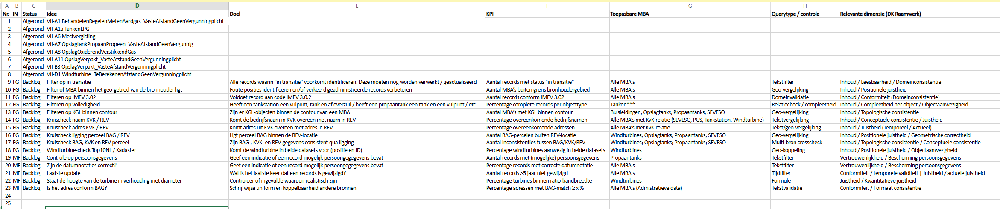 A B C D E F G H I
Nr. IN Status Idee Doel KPI Toepasbare MBA Querytype / controle Relevante dimensie (DK Raamwerk)
1 Afgerond VII-A1 BehandelenRegelenMetenAardgas_VasteAfstandGeenVergunningplicht
2 Afgerond VII-A1a TankenLPG
3 Afgerond VII-A6 Mestvergisting
4 Afgerond VII-A7 OpslagtankPropaanPropeen_VasteAfstandGeenVergunnig
5 Afgerond VII-A8 OpslagOxiderendVerstikkendGas
6 Afgerond VII-A11 OpslagVerpakt_VasteAfstandGeenVergunningplicht
7 Afgerond VII-B3 OpslagVerpakt_VasteAfstandVergunningplicht
8 Afgerond VII-D1 Windturbine_TeBerekenenAfstandGeenVergunningplicht
9 FG Backlog Filter op in transitie Alle records waarin "in transitie" voorkomt identificeren. Deze moeten nog worden verwerkt / geactualiseerd Aantal records met status "in transitie" Alle MBA's Tekstfilter Inhoud / Leesbaarheid / Domeinconsistentie
10 FG Backlog Filter of MBA binnen het geo-gebied van de bronhouder ligt Foute posities identificeren en/of verkeerd geadministreerde records verbeteren Aantal MBA's buiten grens bronhoudergebied Alle MBA's Geo-vergelijking Inhoud / Positionele juistheid
11 FG Backlog Filteren op IMEV 3.02 Voldoet record aan code IMEV 3.0.2 Aantal records conform IMEV 3.02 Alle MBA's Domeinvalidatie Inhoud / Conformiteit (Domeinconsistentie)
12 FG Backlog Filteren op volledigheid Heeft een tankstation een vulpunt, tank en afleverzuil / heeft een propaantank een tank en een vulpunt / etc. Percentage complete records per objecttype Tanken*** Relatiecheck / compleetheid Inhoud / Compleetheid per object / Objectaanwezigheid
13 FG Backlog Filteren op KGL binnen contour Zijn er KGL-objecten binnen de contour van een MBA Aantal MBA's met KGL binnen contour Buisleidingen; Opslagtanks; Propaantanks; SEVESO Geo-vergelijking Inhoud / Topologische consistentie
14 FG Backlog Kruischeck naam KVK / REV Komt de bedrijfsnaam in KVK overeen met naam in REV Percentage overeenkomende bedrijfsnamen Alle MBA's met KvK-relatie (SEVESO, PGS, Tankstation, Windturbine) Tekstvergelijking Inhoud / Conceptuele consistentie / Juistheid
15 FG Backlog Kruischeck adres KVK / REV Komt adres uit KVK overeen met adres in REV Percentage overeenkomende adressen Alle MBA's met KvK-relatie Tekst/geo-vergelijking Inhoud / Juistheid (Temporeel / Actueel)
16 FG Backlog Kruischeck ligging perceel BAG / REV Ligt perceel BAG binnen de REV-locatie Aantal BAG-percelen buiten REV-locatie Windturbines; Opslagtanks; Propaantanks; SEVESO Geo-vergelijking Inhoud / Positionele juistheid / Geometrische correctheid
17 FG Backlog Kruischeck BAG, KVK en REV perceel Zijn BAG-, KVK- en REV-gegevens consistent qua ligging Aantal inconsistenties tussen BAG/KVK/REV Windturbines; Opslagtanks; Propaantanks; SEVESO Multi-bron crosscheck Inhoud / Topologische consistentie / Conceptuele consistentie
18 FG Backlog Windturbine-check Top10NL / Kadaster Komt de windturbine in beide datasets voor (positie en ID) Percentage windturbines aanwezig in beide datasets Windturbines Geo-koppeling Inhoud / Positionele juistheid / Objectaanwezigheid
19 MF Backlog Controle op persoonsgegevens Geef een indicatie of een record mogelijk persoongegegevens bevat Aantal records met (mogelijke) persoonsgegevens Propaantanks Tekstfilter Vertrouwenlijkheid / Bescherming persoonsgegevens
20 MF Backlog Zijn de datumnotaties correct? Geef een indicatie of een record mogelijk persoongegegevens bevat Percentage records met correcte datumnotatie Alle MBA's Tekstfilter Vertrouwenlijkheid / Bescherming persoonsgegevens
21 MF Backlog Laatste update Wat is het laatste keer dat een records is gewijzigd? Aantal records >5 jaar niet gewijzigd Alle MBA's Tijdfilter Conformiteit / temporele validiteit | Juistheid / actuele juistheid
22 MF Backlog Staat de hoogte van de turbine in verhouding met diameter Controleer of ingevulde waarden realistisch zijn Percentage turbines binnen ratio-bandbreedte Windturbines Formule Juistheid / Kwantitatieve juistheid
23 MF Backlog Is het adres conform BAG? Schrijfwijze uniform en koppelbaarheid andere bronnen Percentage adressen met BAG-match ≥ x % Alle MBA's (Admistratieve data) Tekstvalidatie Conformiteit / Formaat consistentie
24
25